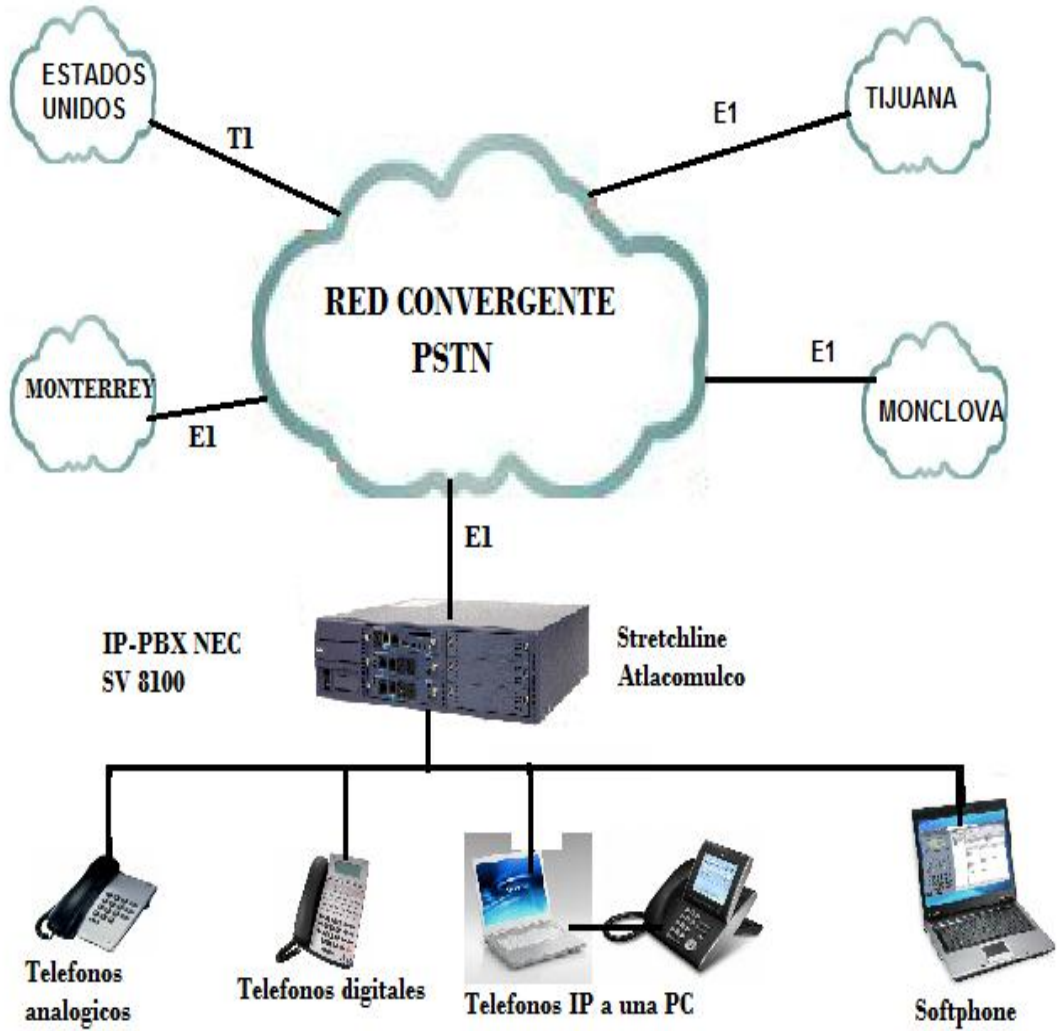 ESTADOS
UNIDOS
T1
E1
TIJUANA
RED CONVERGENTE
PSTN
MONTERREY
E1
E1
MONCLOVA
E1
IP-PBX NEC
SV 8100
Stretchline
Atlacomulco
Telefonos
analogicos
Telefonos digitales
Telefonos IP a una PC
Softphone